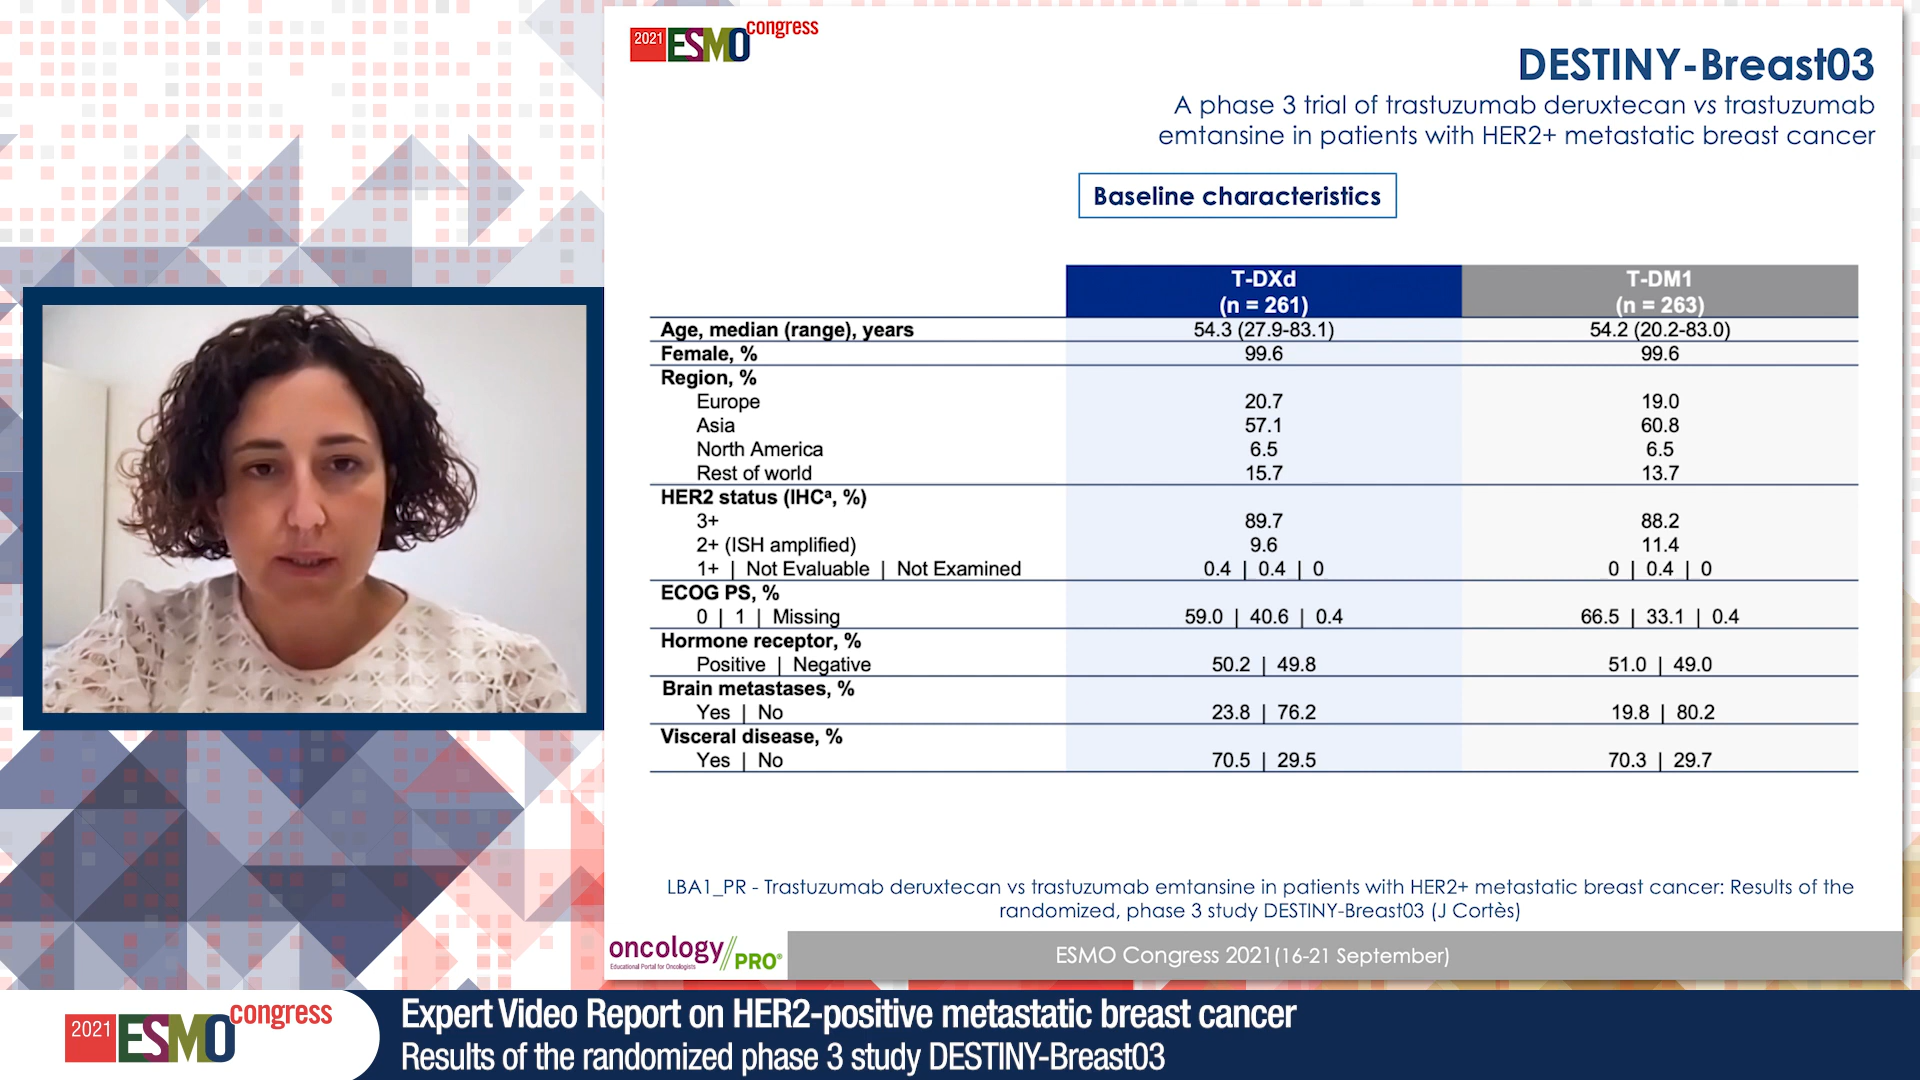 2021 ESMO congress
DESTINY-Breast03
A phase 3 trial of trastuzumab deruxtecan vs trastuzumab
emtansine in patients with HER2+ metastatic breast cancer
Baseline characteristics
T-DXd T-DM1
(n = 261) (n = 263)
Age, median (range), years 54.3 (27.9-83.1) 54.2 (20.2-83.0)
Female, % 99.6 99.6
Region, %
Europe 20.7 19.0
Asia 57.1 60.8
North America 6.5 6.5
Rest of world 15.7 13.7
HER2 status (IHCᵃ, %)
3+ 89.7 88.2
2+ (ISH amplified) 9.6 11.4
1+ | Not Evaluable | Not Examined 0.4 | 0.4 | 0 0 | 0.4 | 0
ECOG PS, %
0 | 1 | Missing 59.0 | 40.6 | 0.4 66.5 | 33.1 | 0.4
Hormone receptor, %
Positive | Negative 50.2 | 49.8 51.0 | 49.0
Brain metastases, %
Yes | No 23.8 | 76.2 19.8 | 80.2
Visceral disease, %
Yes | No 70.5 | 29.5 70.3 | 29.7
LBA1_PR - Trastuzumab deruxtecan vs trastuzumab emtansine in patients with HER2+ metastatic breast cancer: Results of the
randomized, phase 3 study DESTINY-Breast03 (J Cortès)
oncology//PRO®
Educational Portal for Oncologists
ESMO Congress 2021(16-21 September)
2021 ESMO congress
Expert Video Report on HER2-positive metastatic breast cancer
Results of the randomized phase 3 study DESTINY-Breast03